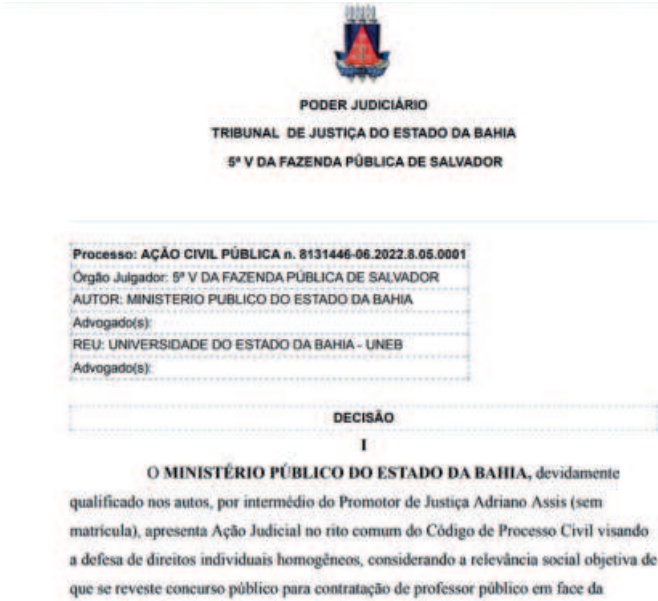 PODER JUDICIÁRIO
TRIBUNAL DE JUSTIÇA DO ESTADO DA BAHIA
5ª V DA FAZENDA PÚBLICA DE SALVADOR
Processo: AÇÃO CIVIL PÚBLICA n. 8131446-06.2022.8.05.0001
Órgão Julgador: 5ª V DA FAZENDA PÚBLICA DE SALVADOR
AUTOR: MINISTERIO PUBLICO DO ESTADO DA BAHIA
Advogado(s):
REU: UNIVERSIDADE DO ESTADO DA BAHIA - UNEB
Advogado(s):
DECISÃO
I
O MINISTÉRIO PÚBLICO DO ESTADO DA BAHIA, devidamente
qualificado nos autos, por intermédio do Promotor de Justiça Adriano Assis (sem
matrícula), apresenta Ação Judicial no rito comum do Código de Processo Civil visando
a defesa de direitos individuais homogêneos, considerando a relevância social objetiva de
que se reveste concurso público para contratação de professor público em face da